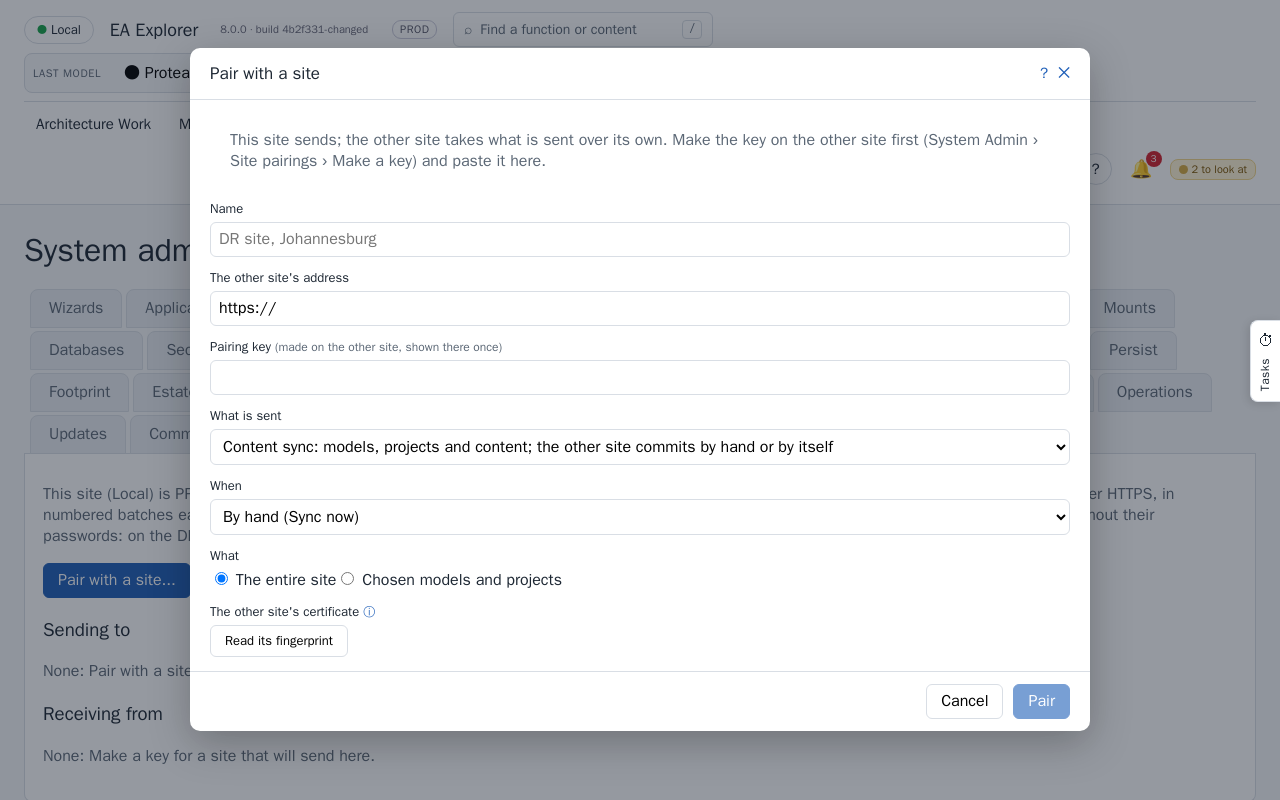 Local
EA Explorer
8.0.0 · build 4b2f331-changed
PROD
Find a function or content
/
LAST MODEL
Protea
Pair with a site
?
Architecture Work
M
This site sends; the other site takes what is sent over its own. Make the key on the other site first (System Admin ›
Site pairings › Make a key) and paste it here.
?
3
2 to look at
Name
DR site, Johannesburg
System adm
The other site's address
https://
Wizards
Applica
Mounts
Pairing key (made on the other site, shown there once)
Databases
Sec
Persist
Tasks
Footprint
Estate
Operations
What is sent
Content sync: models, projects and content; the other site commits by hand or by itself
Updates
Comm
When
By hand (Sync now)
This site (Local) is PR
er HTTPS, in
numbered batches ea
hout their
passwords: on the DR
What
The entire site
Chosen models and projects
Pair with a site...
The other site's certificate ⓘ
Read its fingerprint
Sending to
None: Pair with a site
Cancel
Pair
Receiving from
None: Make a key for a site that will send here.